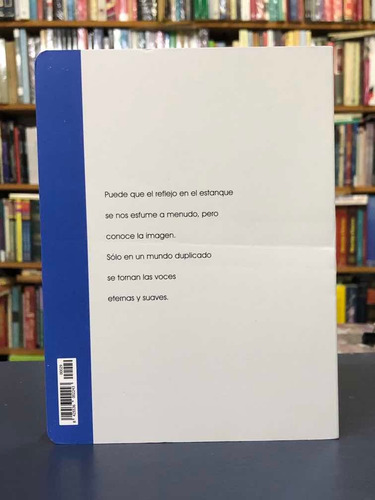 Puede que el reflejo en el estanque
se nos esfume a menudo, pero
conoce la imagen.
Sólo en un mundo duplicado
se tornan las voces
eternas y suaves.